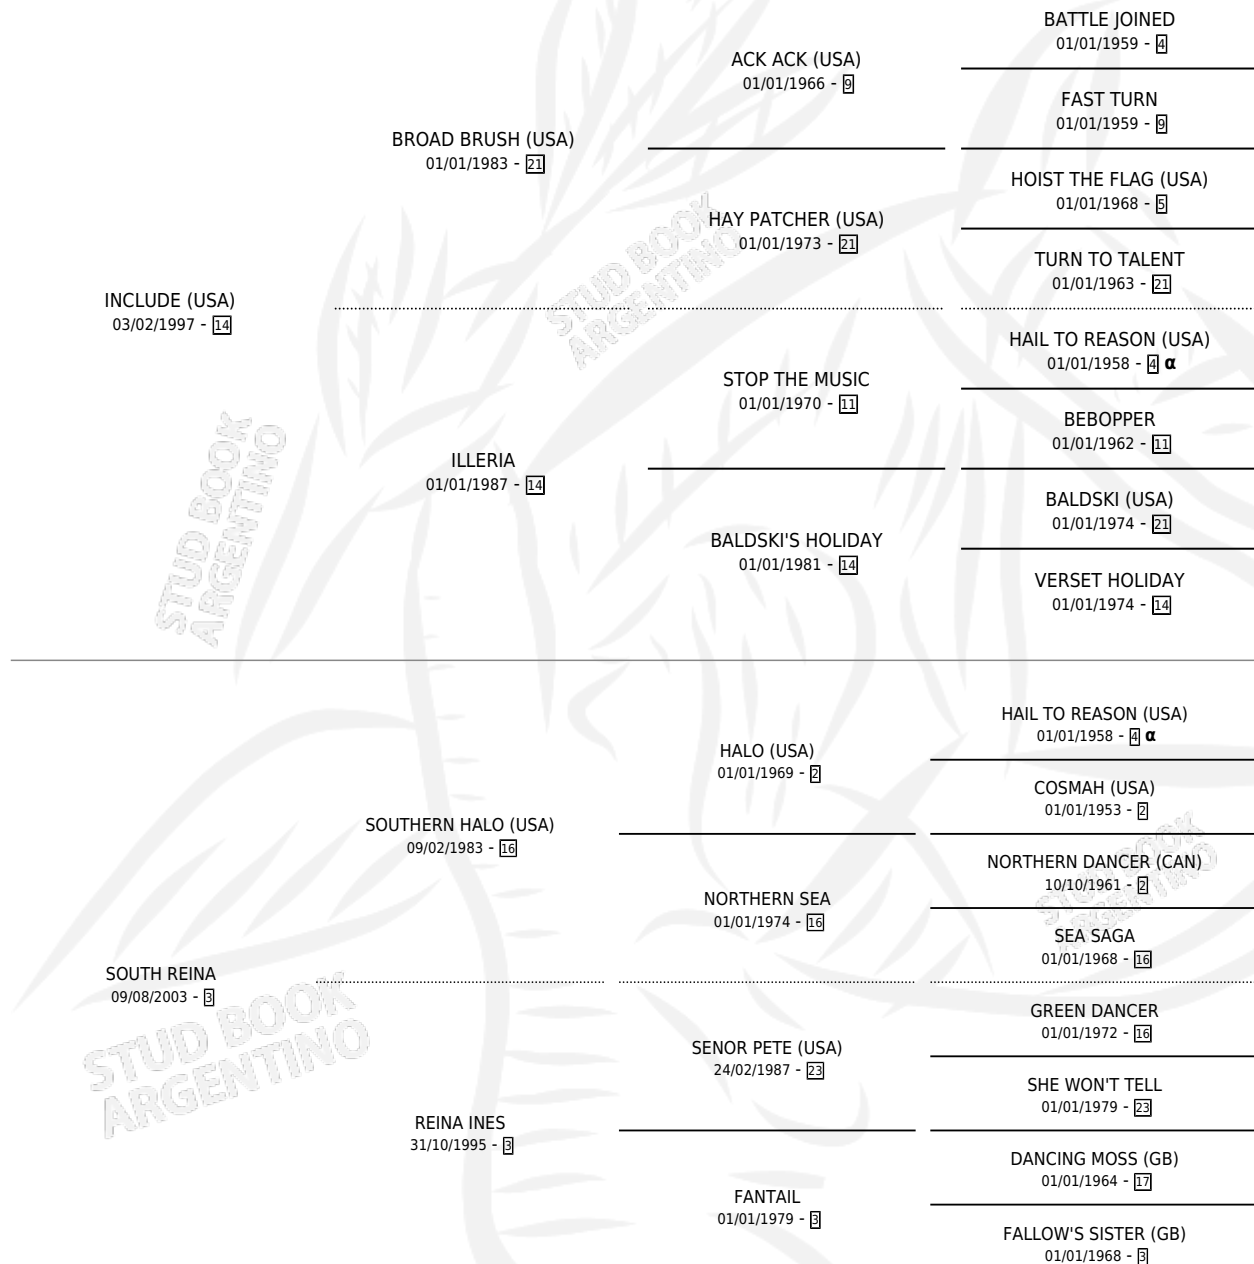 BATTLE JOINED
01/01/1959 - 4
ACK ACK (USA)
01/01/1966 - 9
FAST TURN
01/01/1959 - 9
BROAD BRUSH (USA)
01/01/1983 - 21
HOIST THE FLAG (USA)
01/01/1968 - 5
HAY PATCHER (USA)
01/01/1973 - 21
TURN TO TALENT
01/01/1963 - 21
INCLUDE (USA)
03/02/1997 - 14
HAIL TO REASON (USA)
01/01/1958 - 4 α
STOP THE MUSIC
01/01/1970 - 11
BEBOPPER
01/01/1962 - 11
ILLERIA
01/01/1987 - 14
BALDSKI (USA)
01/01/1974 - 21
BALDSKI'S HOLIDAY
01/01/1981 - 14
VERSET HOLIDAY
01/01/1974 - 14
HAIL TO REASON (USA)
01/01/1958 - 4 α
HALO (USA)
01/01/1969 - 2
COSMAH (USA)
01/01/1953 - 2
SOUTHERN HALO (USA)
09/02/1983 - 16
NORTHERN DANCER (CAN)
10/10/1961 - 2
NORTHERN SEA
01/01/1974 - 16
SEA SAGA
01/01/1968 - 16
SOUTH REINA
09/08/2003 - 3
GREEN DANCER
01/01/1972 - 16
SENOR PETE (USA)
24/02/1987 - 23
SHE WON'T TELL
01/01/1979 - 23
REINA INES
31/10/1995 - 3
DANCING MOSS (GB)
01/01/1964 - 17
FANTAIL
01/01/1979 - 3
FALLOW'S SISTER (GB)
01/01/1968 - 3
STUD BOOK
ARGENTINO
STUD BOOK
ARGENTINO
STUD BOOK
ARGENTINO
STUD BOOK
ARGENTINO